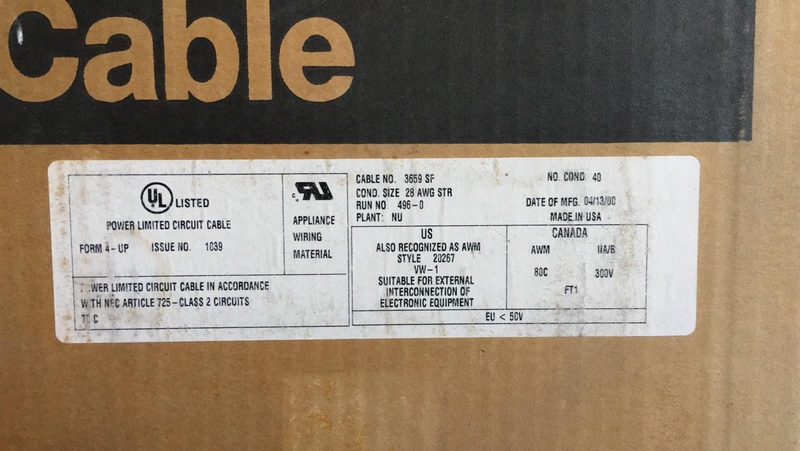 Cable
UL LISTED
POWER LIMITED CIRCUIT CABLE
FORM 4-UP ISSUE NO. 1039
APPLIANCE
WIRING
MATERIAL
POWER LIMITED CIRCUIT CABLE IN ACCORDANCE
WITH NEC ARTICLE 725-CLASS 2 CIRCUITS
CABLE NO. 3659 SF NO. COND. 40
COND. SIZE 28 AWG STR
RUN NO. 496-0 DATE OF MFG.
PLANT: NU MADE IN USA
US
ALSO RECOGNIZED AS AWM
STYLE 20267
VW-1
SUITABLE FOR EXTERNAL
INTERCONNECTION OF
ELECTRONIC EQUIPMENT
CANADA
AWM IIA/B
80C 300V
FT1
EU < 50V